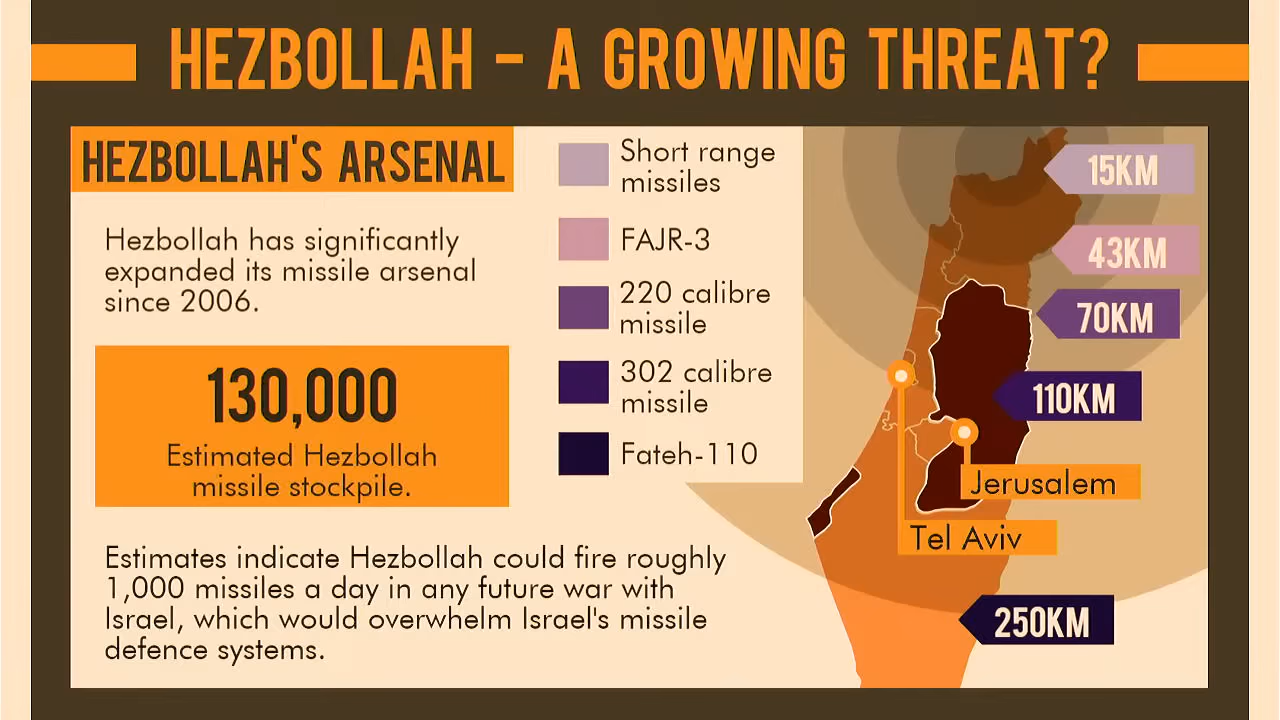 HEZBOLLAH - A GROWING THREAT?
HEZBOLLAH'S ARSENAL
Hezbollah has significantly
expanded its missile arsenal
since 2006.
130,000
Estimated Hezbollah
missile stockpile.
Estimates indicate Hezbollah could fire roughly
1,000 missiles a day in any future war with
Israel, which would overwhelm Israel's missile
defence systems.
Short range
missiles
FAJR-3
220 calibre
missile
302 calibre
missile
Fateh-110
15KM
43KM
70KM
110KM
Jerusalem
Tel Aviv
250KM